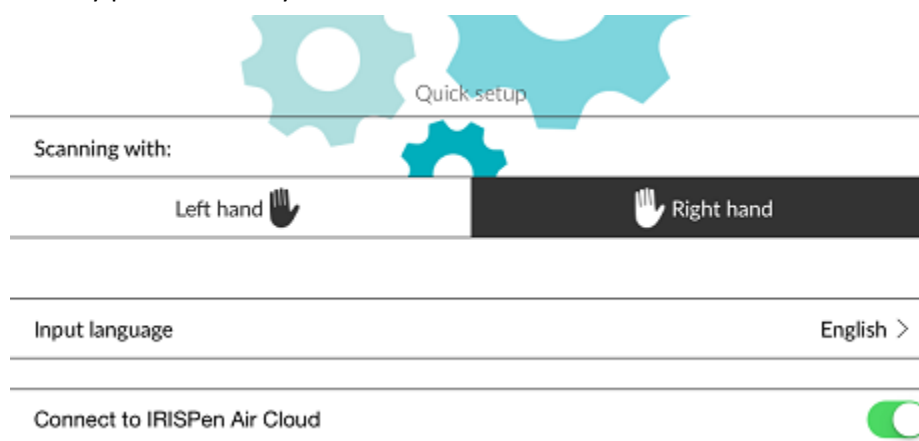 Quick setup
Scanning with:
Left hand Right hand
Input language English >
Connect to IRISPen Air Cloud